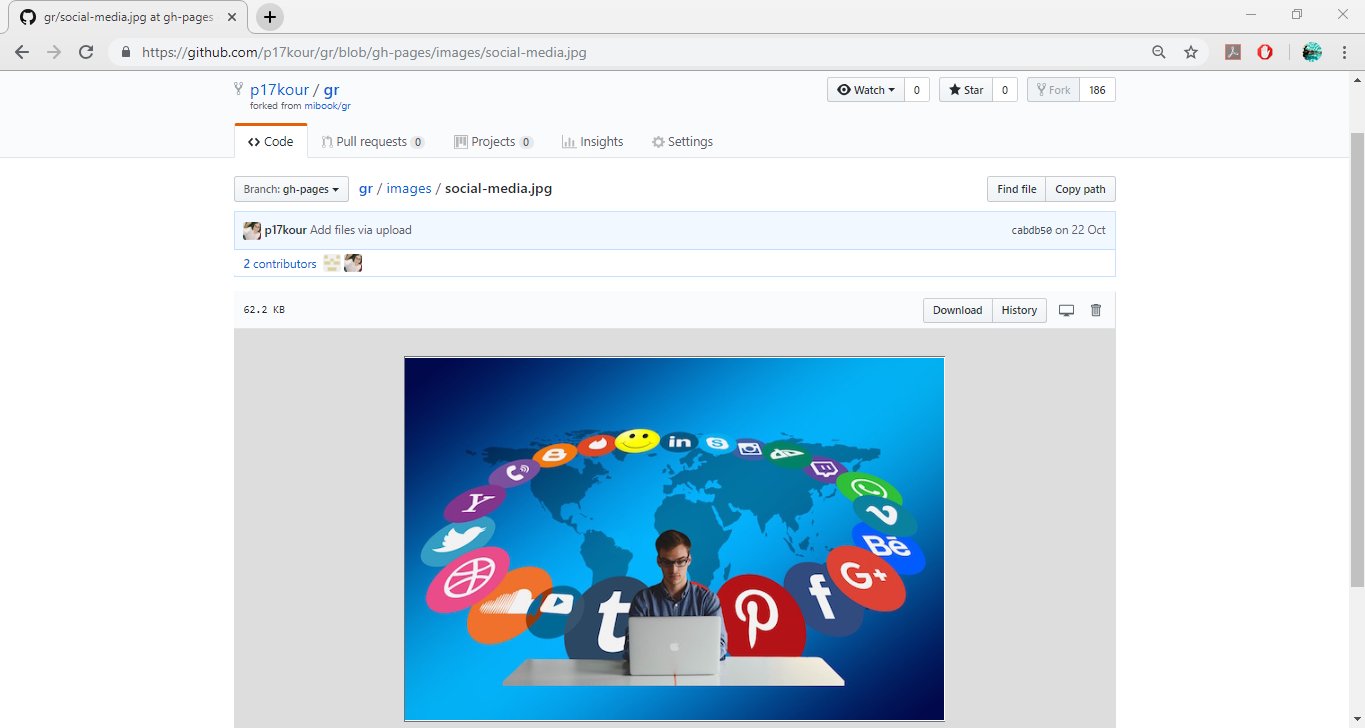 gr/social-media.jpg at gh-pages
https://github.com/p17kour/gr/blob/gh-pages/images/social-media.jpg
p17kour / gr
Watch 0 Star 0 Fork 186
forked from mibook/gr
Code Pull requests 0 Projects 0 Insights Settings
Branch: gh-pages gr / images / social-media.jpg Find file Copy path
p17kour Add files via upload cabdb50 on 22 Oct
2 contributors
62.2 KB Download History
in
Y
Bē
G+
t
f